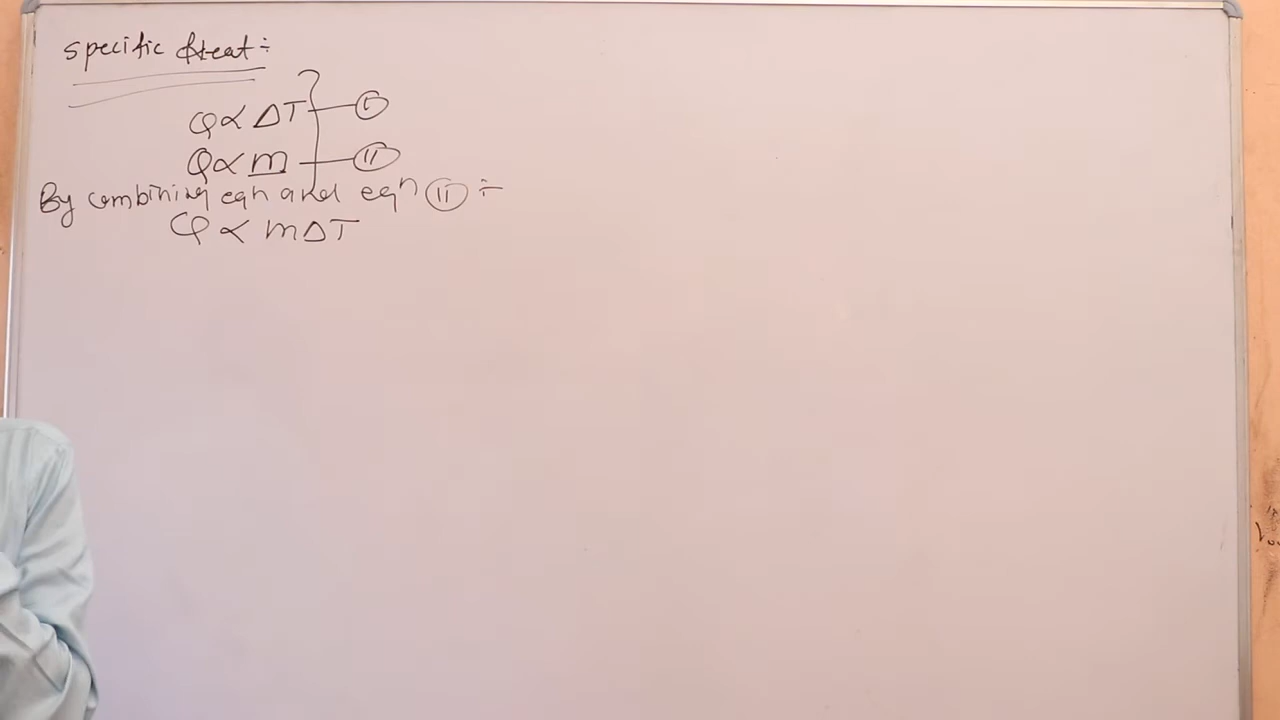 Specific Heat ÷
Q ∝ ΔT — (I)
Q ∝ m — (II)
By combining eqn and eqn (II) ÷
Q ∝ mΔT